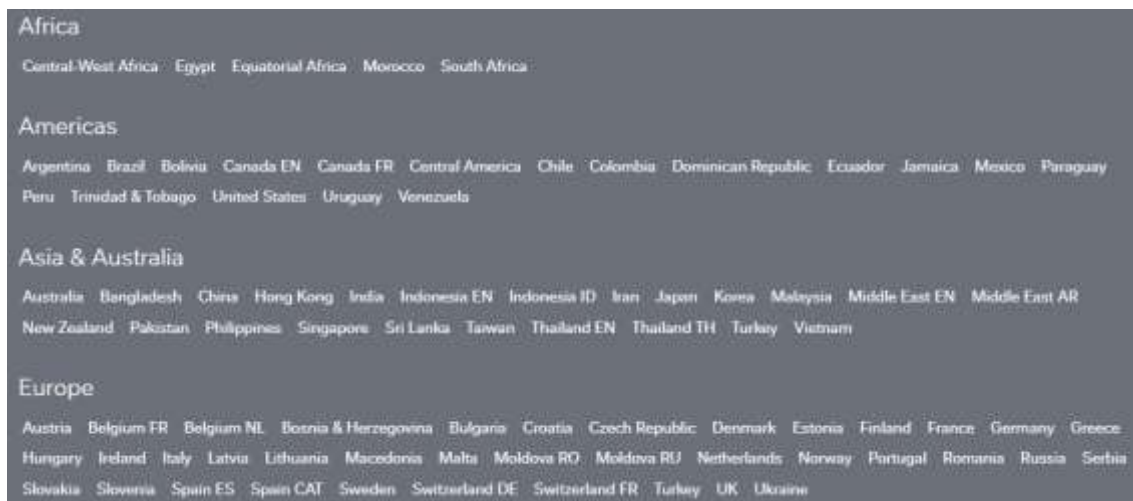 Africa
Central-West Africa Egypt Equatorial Africa Morocco South Africa
Americas
Argentina Brazil Bolivia Canada EN Canada FR Central America Chile Colombia Dominican Republic Ecuador Jamaica Mexico Paraguay
Peru Trinidad & Tobago United States Uruguay Venezuela
Asia & Australia
Australia Bangladesh China Hong Kong India Indonesia EN Indonesia ID Iran Japan Korea Malaysia Middle East EN Middle East AR
New Zealand Pakistan Philippines Singapore Sri Lanka Taiwan Thailand EN Thailand TH Turkey Vietnam
Europe
Austria Belgium FR Belgium NL Bosnia & Herzegovina Bulgaria Croatia Czech Republic Denmark Estonia Finland France Germany Greece
Hungary Ireland Italy Latvia Lithuania Macedonia Malta Moldova RO Moldova RU Netherlands Norway Portugal Romania Russia Serbia
Slovakia Slovenia Spain ES Spain CAT Sweden Switzerland DE Switzerland FR Turkey UK Ukraine